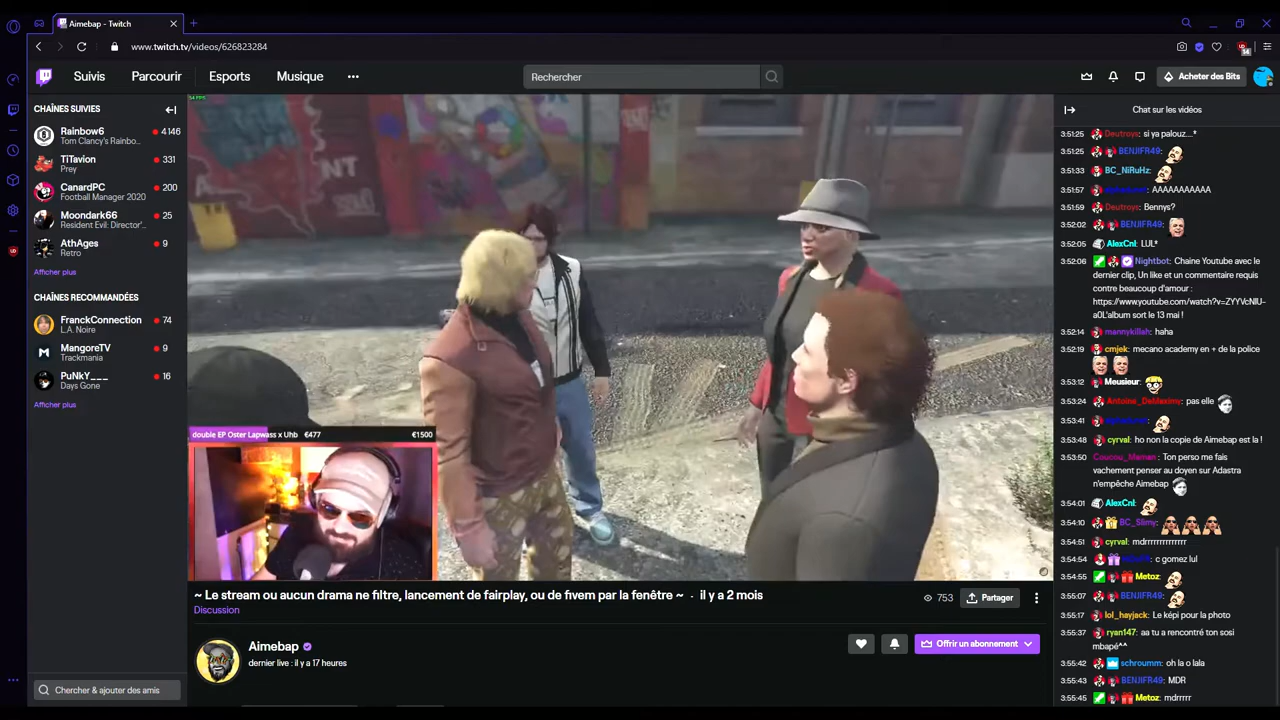 Aimebap - Twitch
www.twitch.tv/videos/626823284
Suivis
Parcourir
Esports
Musique
Rechercher
Acheter des Bits
CHAÎNES SUIVIES
Rainbow6
4 146
Tom Clancy's Rainbo...
TiTavion
331
Prey
CanardPC
200
Football Manager 2020
Moondark66
25
Resident Evil: Director'...
AthAges
9
Retro
Afficher plus
CHAÎNES RECOMMANDÉES
FranckConnection
74
L.A. Noire
MangoreTV
9
Trackmania
PuNkY___
16
Days Gone
Afficher plus
Chercher & ajouter des amis
double EP Oster Lapwass x Uhb €477 €1500
~ Le stream ou aucun drama ne filtre, lancement de fairplay, ou de fivem par la fenêtre ~ · il y a 2 mois
Discussion
753
Partager
Aimebap
dernier live : il y a 17 heures
Offrir un abonnement
Chat sur les vidéos
3:51:25 Deutroys: si ya palouz....*
3:51:25 BENJIFR49:
3:51:33 BC_NiRuHz:
3:51:57 AAAAAAAAAAA
3:51:59 Deutroys: Bennys?
3:52:02 BENJIFR49:
3:52:05 AlexCnl: LUL*
3:52:06 Nightbot: Chaine Youtube avec le
dernier clip, Un like et un commentaire requis
contre beaucoup d'amour :
https://www.youtube.com/watch?v=ZYYVcNlU-
a0L'album sort le 13 mai !
3:52:14 mannykillah: haha
3:52:19 cmjek: mecano academy en + de la police
3:53:12 Meusieur:
3:53:24 Antoine_DaMaximy: pas elle
3:53:41
3:53:48 cyrval: ho non la copie de Aimebap est la !
3:53:50 Coucou_Maman: Ton perso me fais
vachement penser au doyen sur Adastra
n'empêche Aimebap
3:54:01 AlexCnl:
3:54:10 BC_Slimy:
3:54:51 cyrval: mdrrrrrrrrrrrrr
3:54:54 c gomez lul
3:54:55 Metoz:
3:55:07 BENJIFR49:
3:55:17 lol_hayjack: Le képi pour la photo
3:55:37 ryan147: aa tu a rencontré ton sosi
mbapé^^
3:55:42 schroumm: oh la o lala
3:55:42 BENJIFR49: MDR
3:55:45 Metoz: mdrrrrr